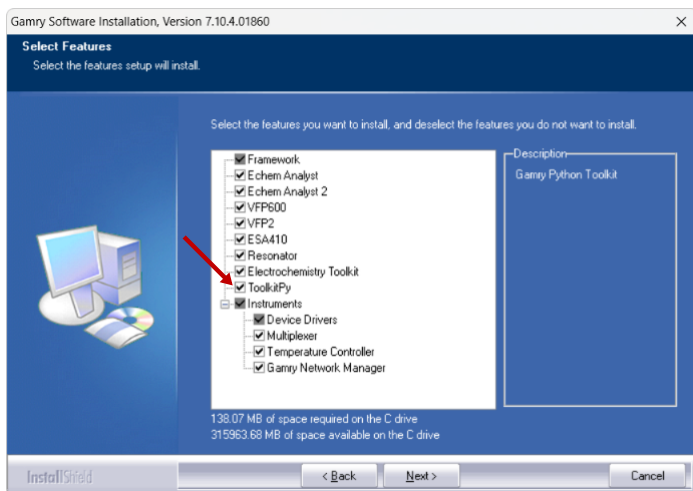 Gamry Software Installation, Version 7.10.4.01860
Select Features
Select the features setup will install.
Select the features you want to install, and deselect the features you do not want to install.
Framework
Echem Analyst
Echem Analyst 2
VFP600
VFP2
ESA410
Resonator
Electrochemistry Toolkit
ToolkitPy
Instruments
Device Drivers
Multiplexer
Temperature Controller
Gamry Network Manager
Description
Gamry Python Toolkit
138.07 MB of space required on the C drive
315963.68 MB of space available on the C drive
InstallShield
< Back
Next >
Cancel